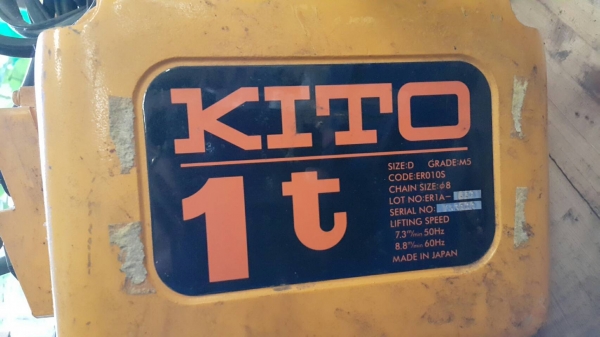 KITO
1t
SIZE:D GRADE:M5
CODE:ER010S
CHAIN SIZE:φ8
LOT NO:ER1A-
SERIAL NO:
LIFTING SPEED
7.3m/min 50Hz
8.8m/min 60Hz
MADE IN JAPAN